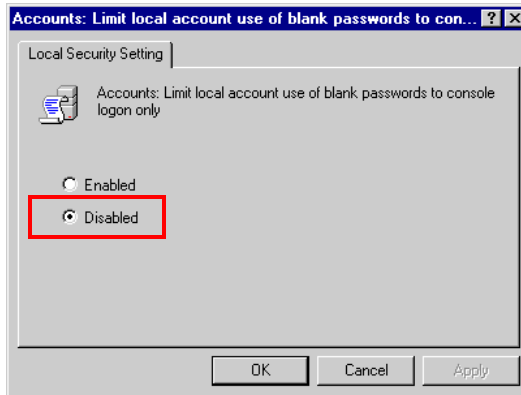 Accounts: Limit local account use of blank passwords to con...
Local Security Setting
Accounts: Limit local account use of blank passwords to console
logon only
Enabled
Disabled
OK
Cancel
Apply